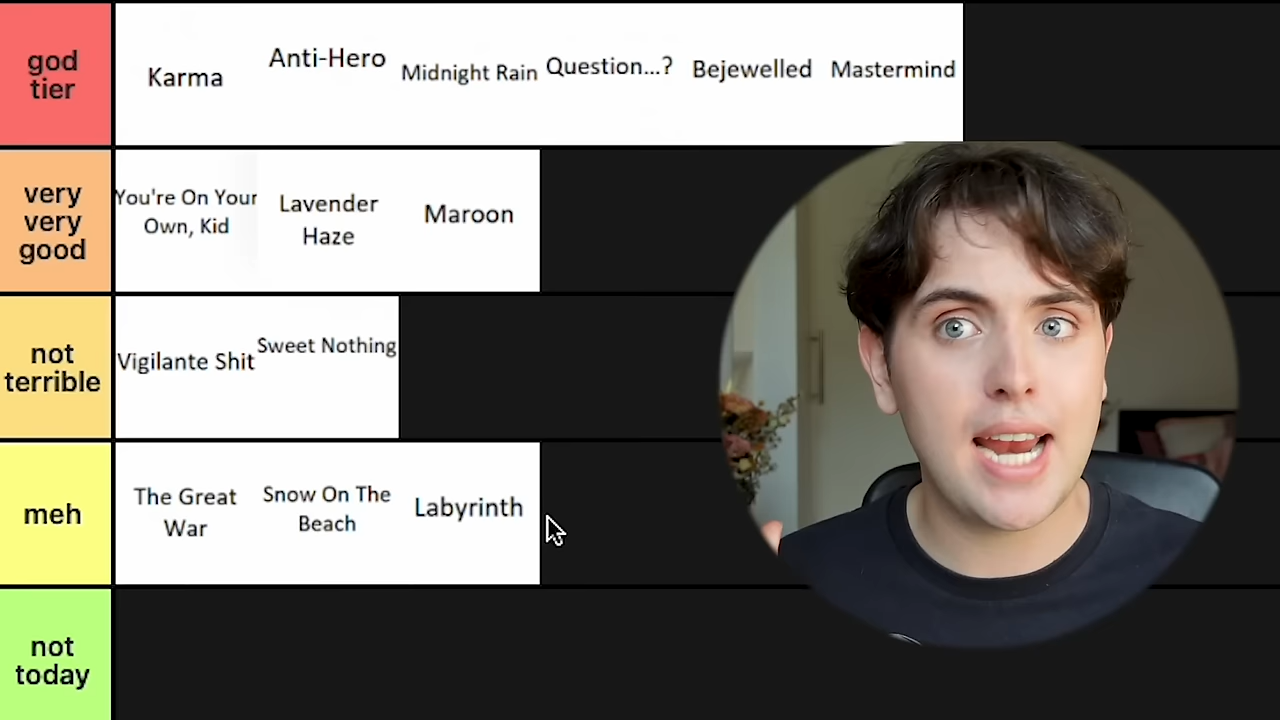 god
tier
Karma
Anti-Hero
Midnight Rain
Question...?
Bejewelled
Mastermind
very
very
good
You're On Your
Own, Kid
Lavender
Haze
Maroon
not
terrible
Vigilante Shit
Sweet Nothing
meh
The Great
War
Snow On The
Beach
Labyrinth
not
today